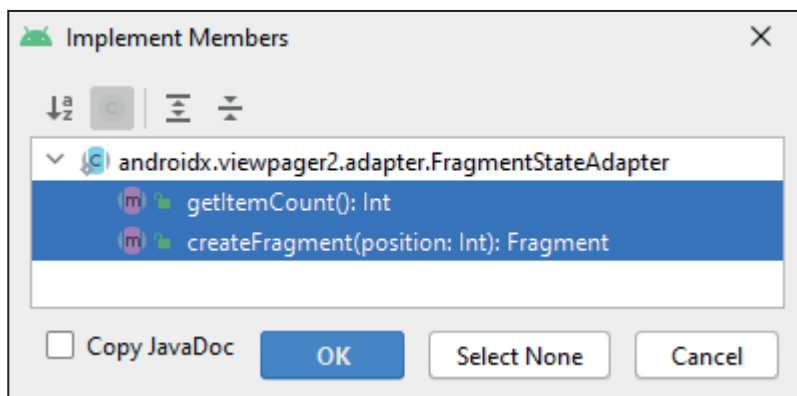 Implement Members
androidx.viewpager2.adapter.FragmentStateAdapter
getItemCount(): Int
createFragment(position: Int): Fragment
Copy JavaDoc
OK
Select None
Cancel